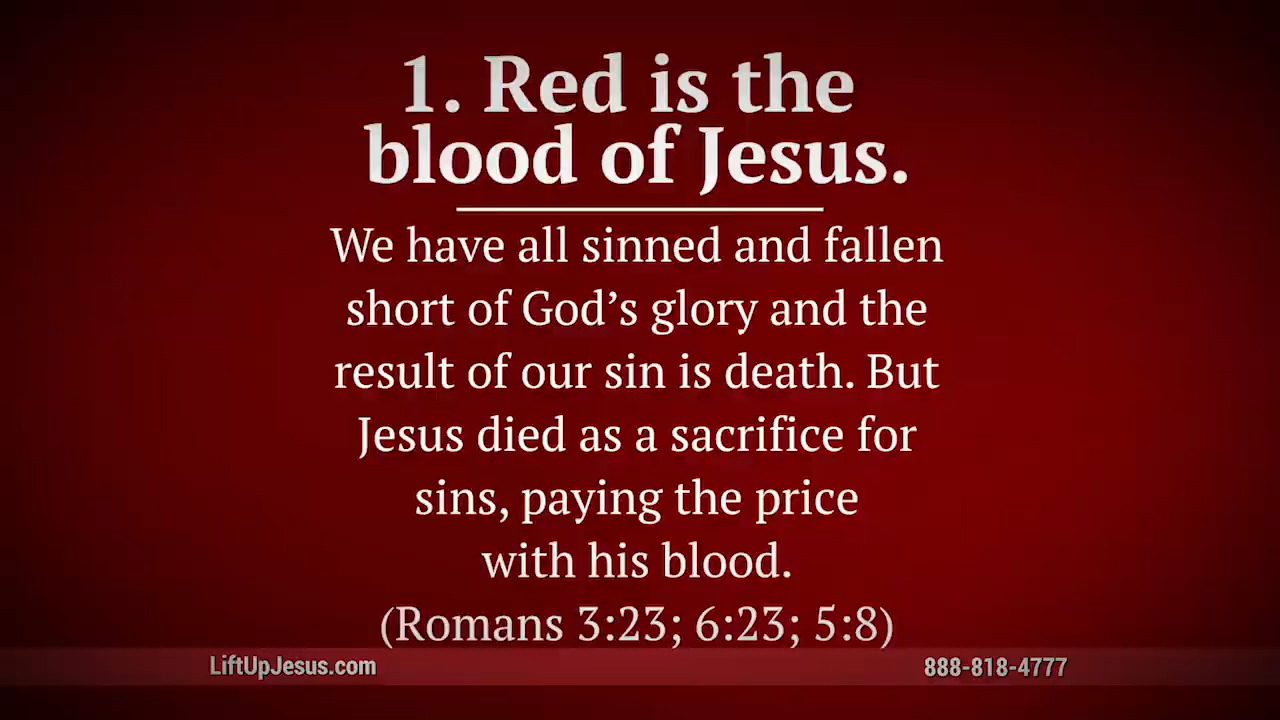 1. Red is the
blood of Jesus.
We have all sinned and fallen
short of God’s glory and the
result of our sin is death. But
Jesus died as a sacrifice for
sins, paying the price
with his blood.
(Romans 3:23; 6:23; 5:8)
LiftUpJesus.com
888-818-4777